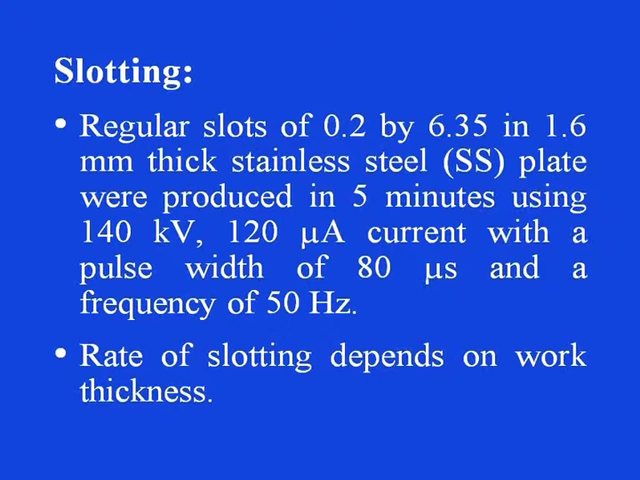 Slotting:
• Regular slots of 0.2 by 6.35 in 1.6
mm thick stainless steel (SS) plate
were produced in 5 minutes using
140 kV, 120 µA current with a
pulse width of 80 µs and a
frequency of 50 Hz.
• Rate of slotting depends on work
thickness.